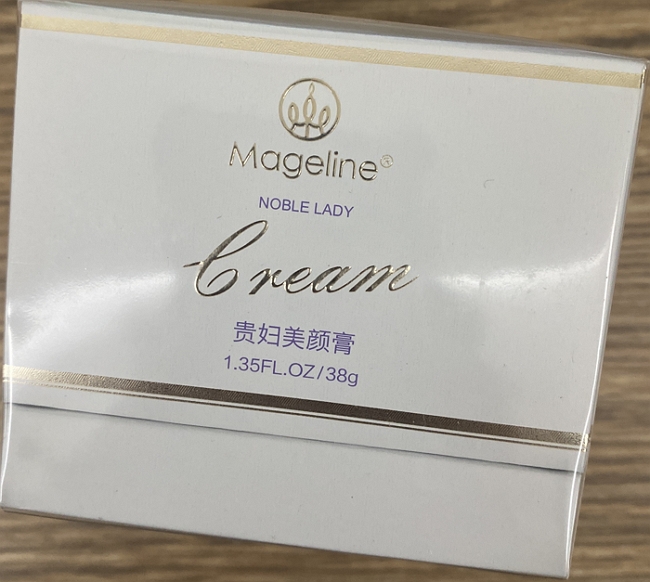 Mageline®
NOBLE LADY
Cream
贵妇美颜膏
1.35FL.OZ/38g